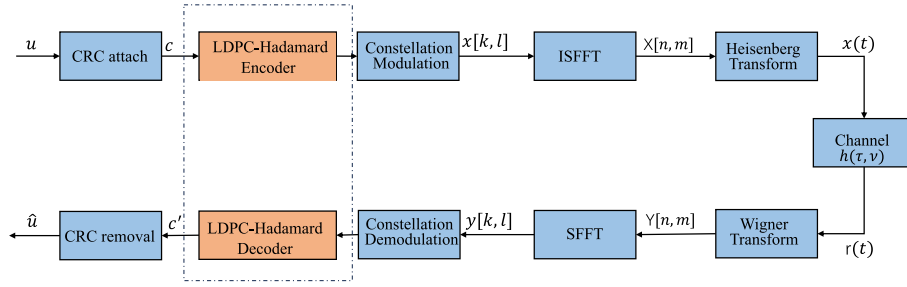 u
CRC attach
c
LDPC-Hadamard
Encoder
Constellation
Modulation
x[k, l]
ISFFT
X[n, m]
Heisenberg
Transform
x(t)
Channel
h(τ, ν)
û
CRC removal
c′
LDPC-Hadamard
Decoder
Constellation
Demodulation
y[k, l]
SFFT
Y[n, m]
Wigner
Transform
r(t)